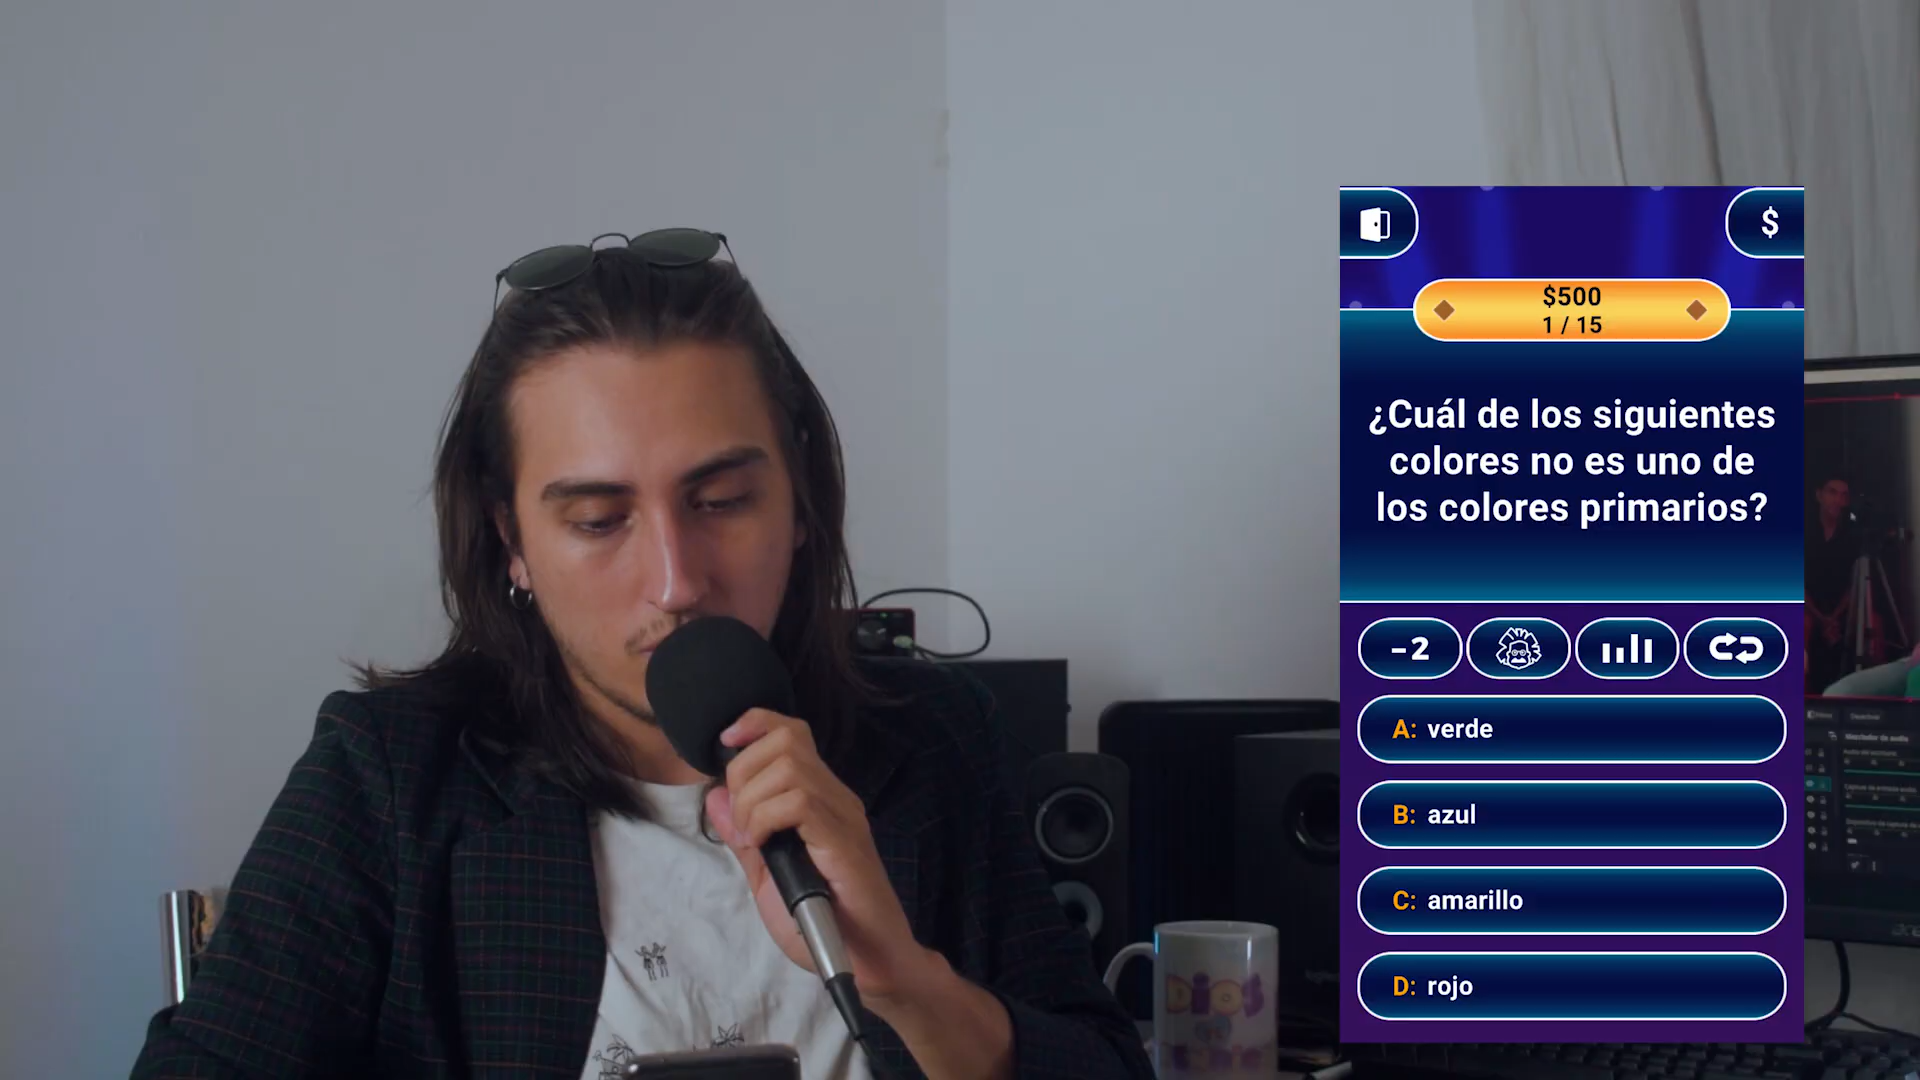 $
$500
1 / 15
¿Cuál de los siguientes
colores no es uno de
los colores primarios?
-2
A: verde
B: azul
C: amarillo
D: rojo
DIOS